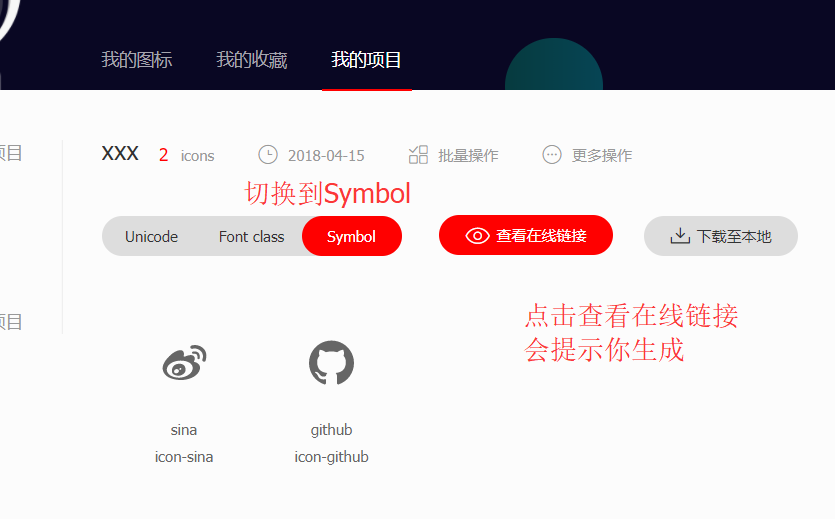 我的图标 我的收藏 我的项目
项目
XXX 2 icons 2018-04-15 批量操作 更多操作
切换到Symbol
Unicode Font class Symbol 查看在线链接 下载至本地
点击查看在线链接
会提示你生成
项目
sina github
icon-sina icon-github